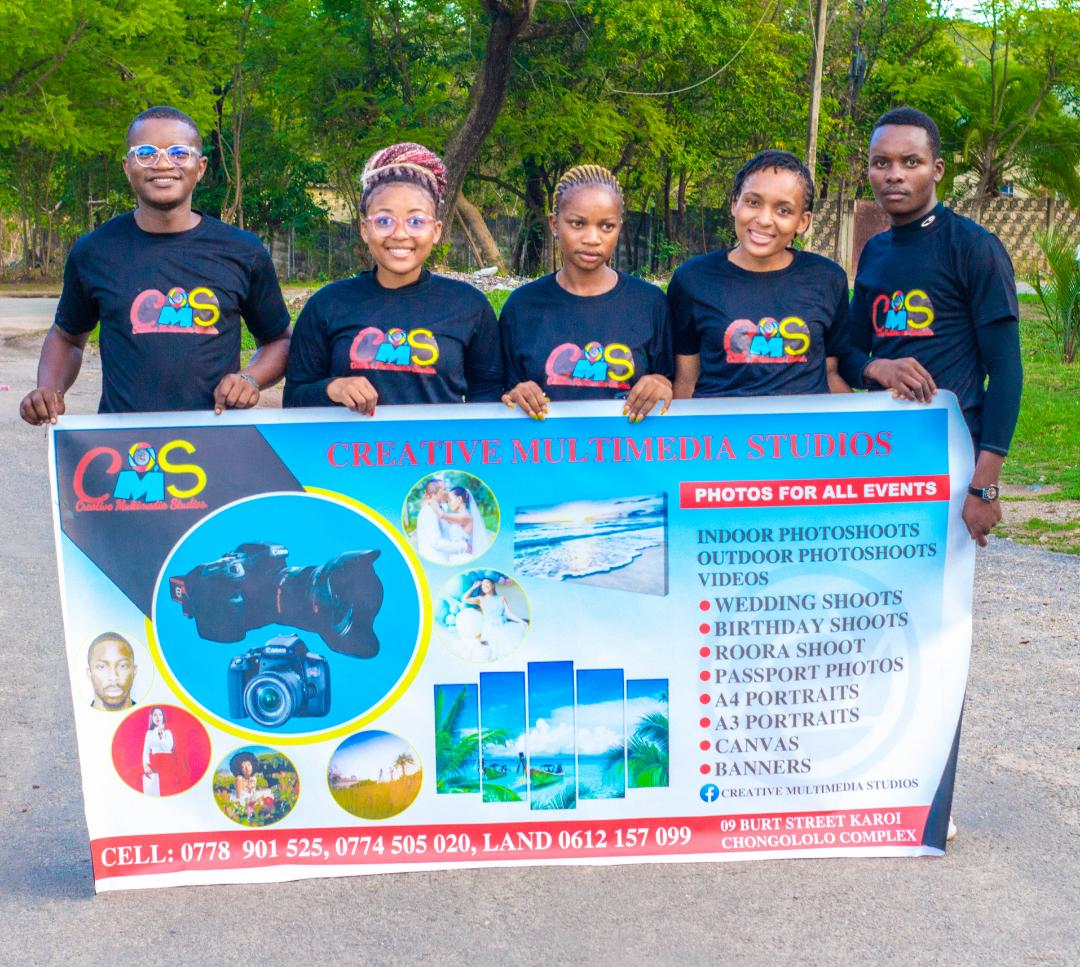 CMS
CMS
CMS
CMS
CMS
CMS
Creative Multimedia Studios
CREATIVE MULTIMEDIA STUDIOS
PHOTOS FOR ALL EVENTS
INDOOR PHOTOSHOOTS
OUTDOOR PHOTOSHOOTS
VIDEOS
WEDDING SHOOTS
BIRTHDAY SHOOTS
ROORA SHOOT
PASSPORT PHOTOS
A4 PORTRAITS
A3 PORTRAITS
CANVAS
BANNERS
CREATIVE MULTIMEDIA STUDIOS
Canon
Canon
CELL: 0778 901 525, 0774 505 020, LAND 0612 157 099
09 BURT STREET KAROI
CHONGOLOLO COMPLEX